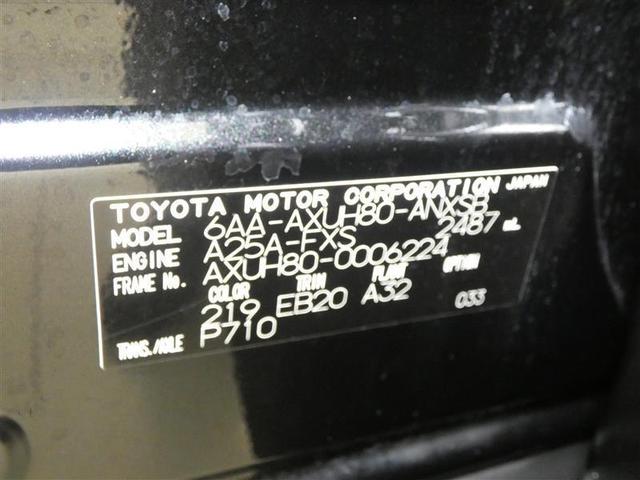 TOYOTA MOTOR CORPORATION JAPAN
MODEL 6AA-AXUH80-ANXSB
ENGINE A25A-FXS 2487 mL
FRAME No. AXUH80-0006224
COLOR TRIM PLANT OPTION
219 EB20 A32 033
TRANS./AXLE P710